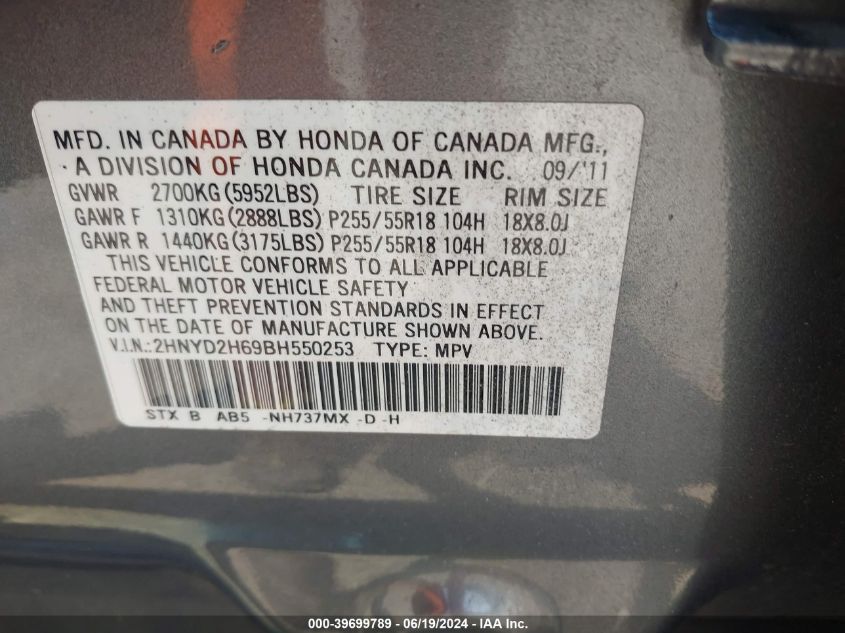 MFD. IN CANADA BY HONDA OF CANADA MFG.,
A DIVISION OF HONDA CANADA INC. 09/'11
GVWR 2700KG(5952LBS) TIRE SIZE RIM SIZE
GAWR F 1310KG(2888LBS) P255/55R18 104H 18X8.0J
GAWR R 1440KG(3175LBS) P255/55R18 104H 18X8.0J
THIS VEHICLE CONFORMS TO ALL APPLICABLE
FEDERAL MOTOR VEHICLE SAFETY
AND THEFT PREVENTION STANDARDS IN EFFECT
ON THE DATE OF MANUFACTURE SHOWN ABOVE.
V.I.N.:2HNYD2H69BH550253 TYPE: MPV
STX B AB5 -NH737MX -D -H
000-39699789 - 06/19/2024 - IAAI Inc.